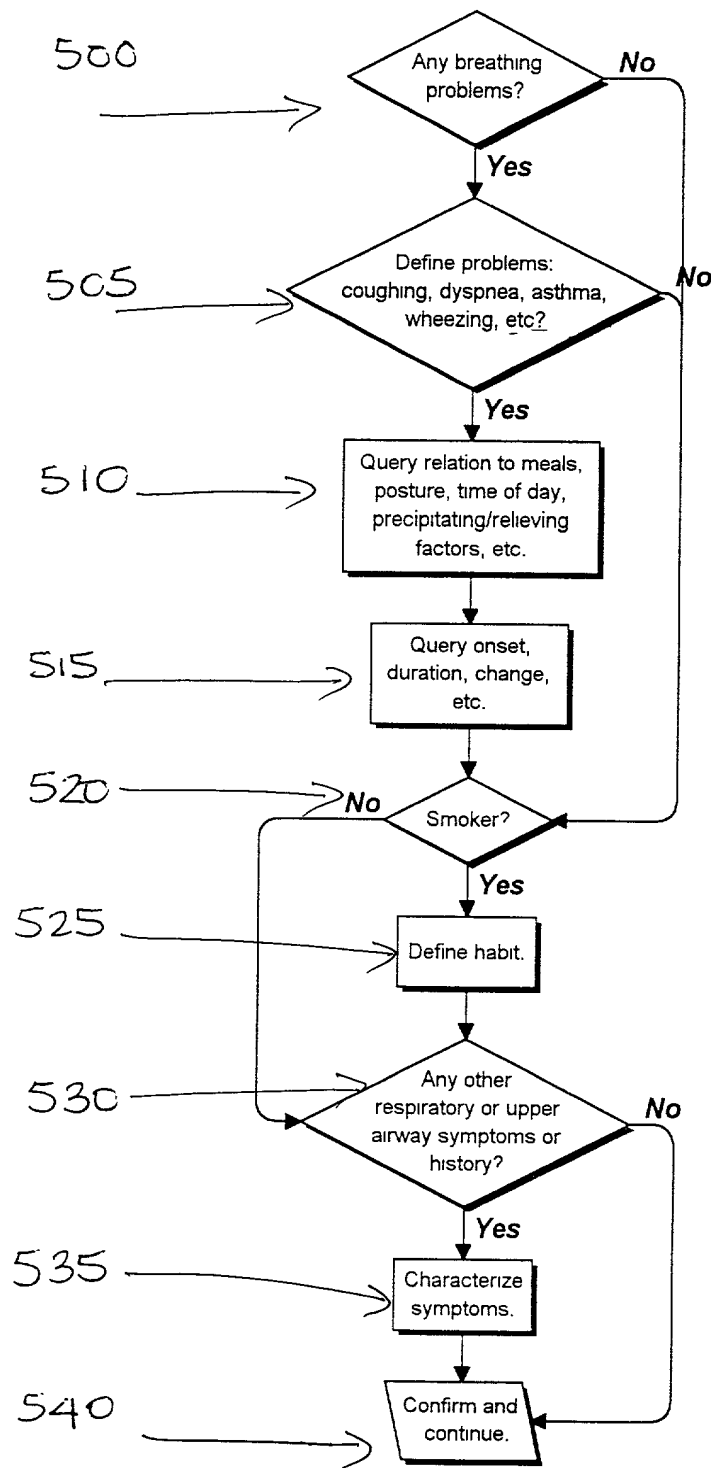 500
Any breathing
problems?
No
Yes
505
Define problems:
coughing, dyspnea, asthma,
wheezing, etc?
No
Yes
510
Query relation to meals,
posture, time of day,
precipitating/relieving
factors, etc.
515
Query onset,
duration, change,
etc.
520
No
Smoker?
Yes
525
Define habit.
530
Any other
respiratory or upper
airway symptoms or
history?
No
Yes
535
Characterize
symptoms.
540
Confirm and
continue.